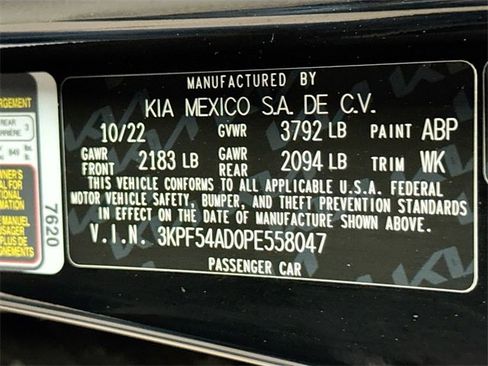 MANUFACTURED BY
KIA MEXICO S.A. DE C.V.
10/22 GVWR 3792 LB PAINT ABP
GAWR FRONT 2183 LB GAWR REAR 2094 LB TRIM WK
THIS VEHICLE CONFORMS TO ALL APPLICABLE U.S.A. FEDERAL
MOTOR VEHICLE SAFETY, BUMPER, AND THEFT PREVENTION STANDARDS
IN EFFECT ON THE DATE OF MANUFACTURE SHOWN ABOVE.
V.I.N. 3KPF54AD0PE558047
PASSENGER CAR
REAR
3
7620